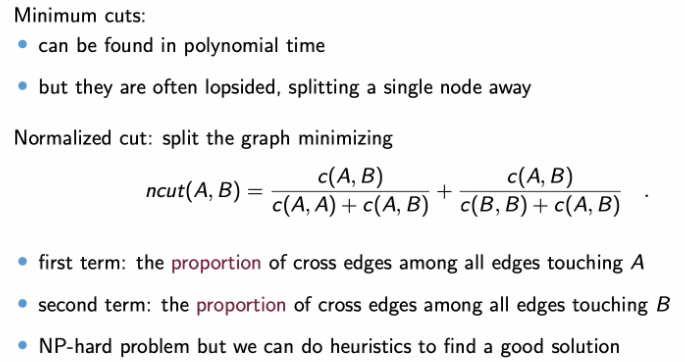 Minimum cuts:
• can be found in polynomial time
• but they are often lopsided, splitting a single node away
Normalized cut: split the graph minimizing
ncut(A, B) = c(A, B) / (c(A, A) + c(A, B)) + c(A, B) / (c(B, B) + c(A, B)) .
• first term: the proportion of cross edges among all edges touching A
• second term: the proportion of cross edges among all edges touching B
• NP-hard problem but we can do heuristics to find a good solution